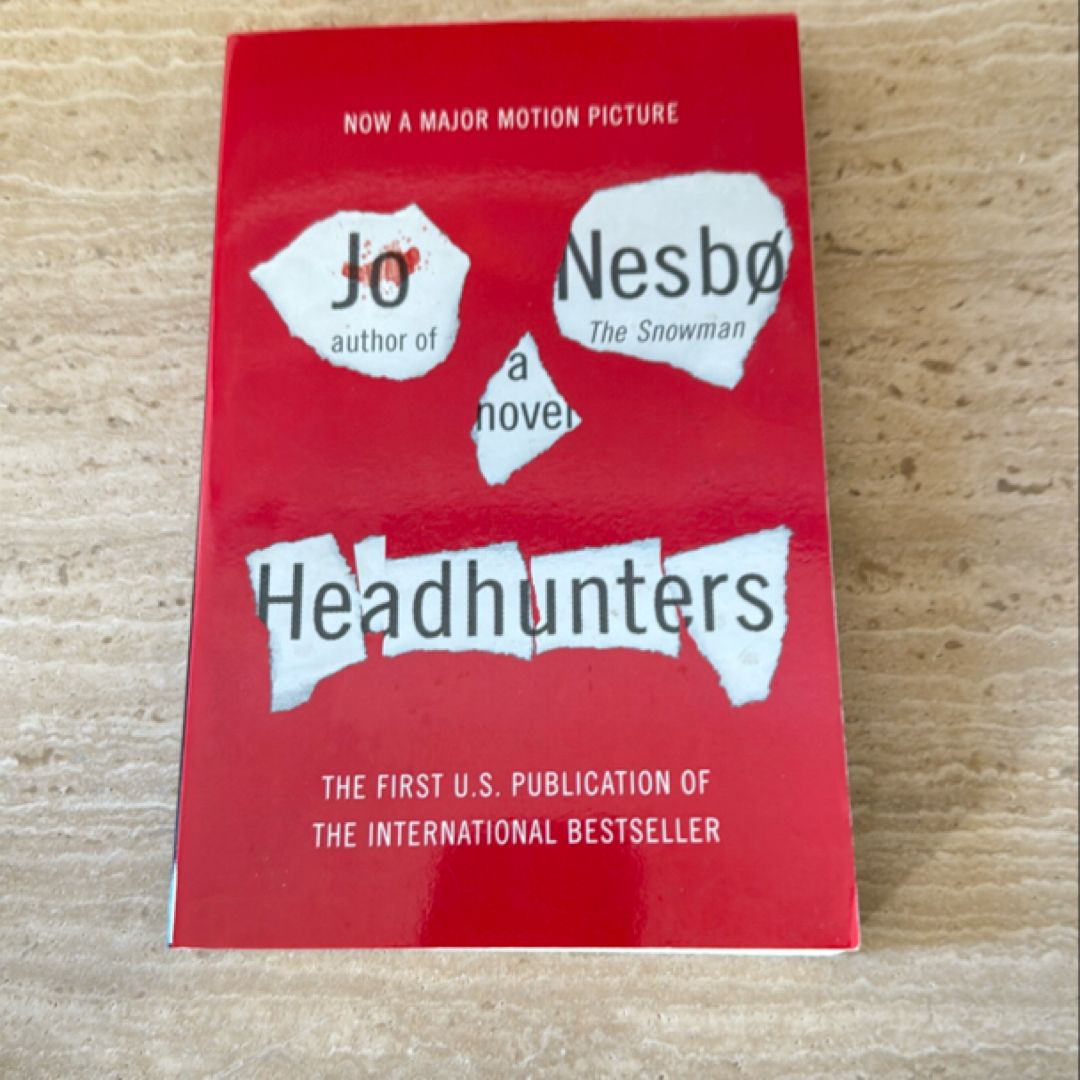 NOW A MAJOR MOTION PICTURE
Jo Nesbø
author of The Snowman
a
novel
Headhunters
THE FIRST U.S. PUBLICATION OF
THE INTERNATIONAL BESTSELLER